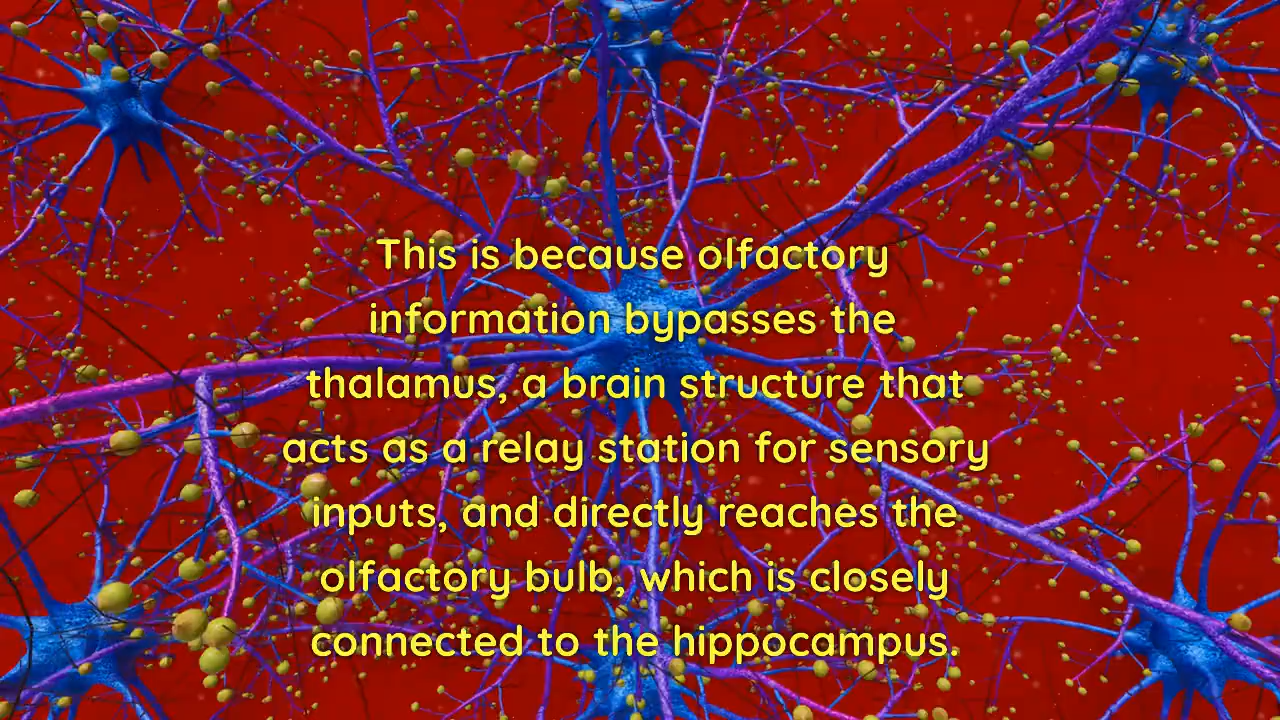 This is because olfactory
information bypasses the
thalamus, a brain structure that
acts as a relay station for sensory
inputs, and directly reaches the
olfactory bulb, which is closely
connected to the hippocampus.